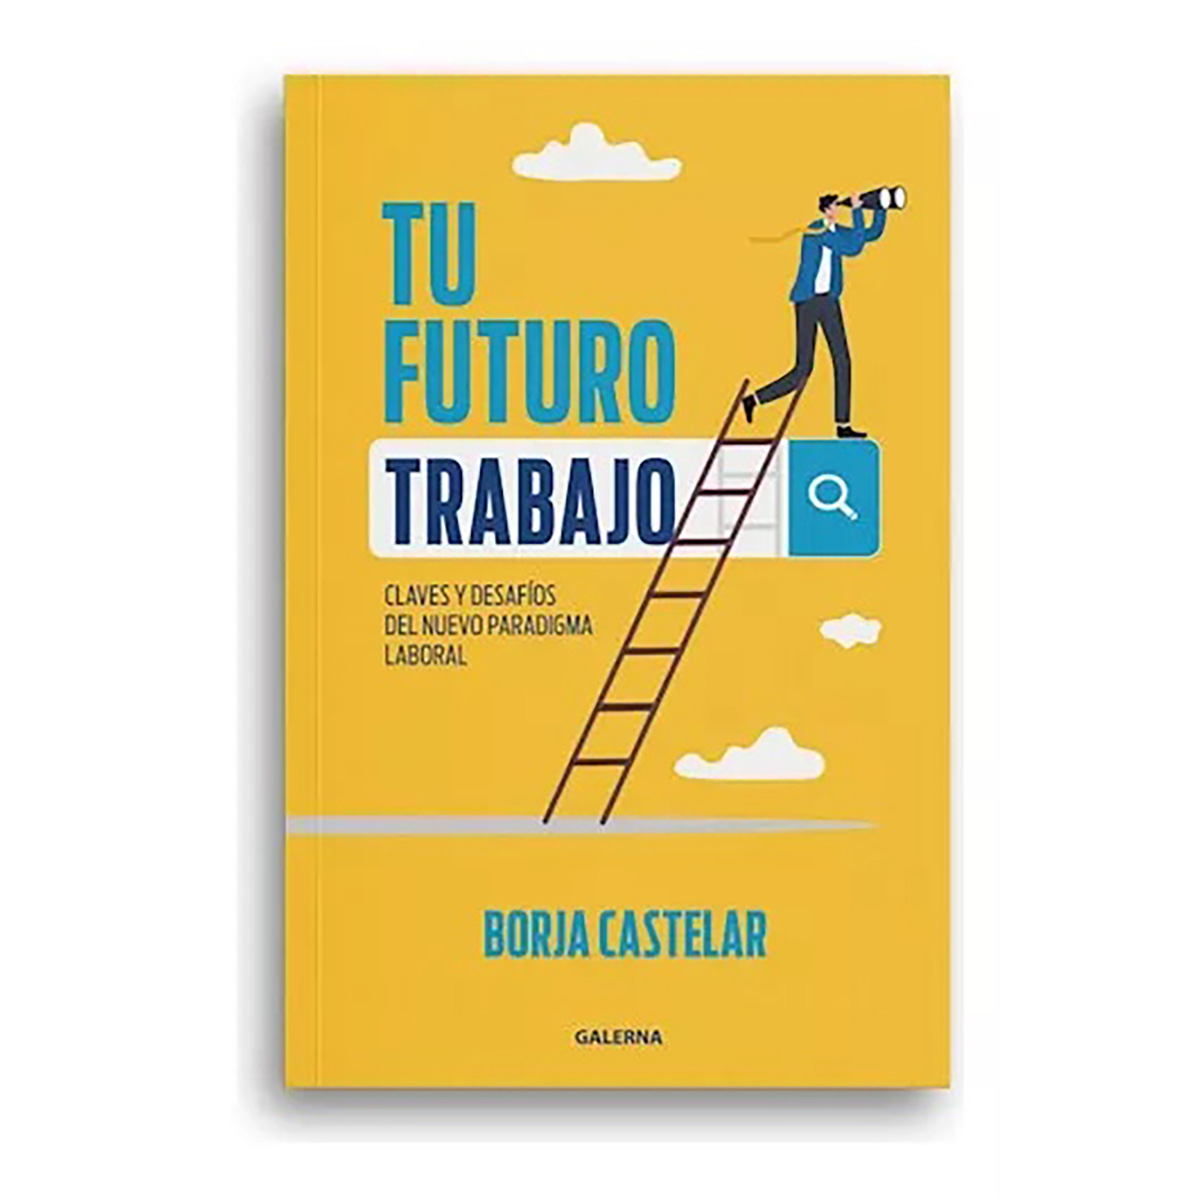 TU
FUTURO
TRABAJO
CLAVES Y DESAFÍOS
DEL NUEVO PARADIGMA
LABORAL
BORJA CASTELAR
GALERNA